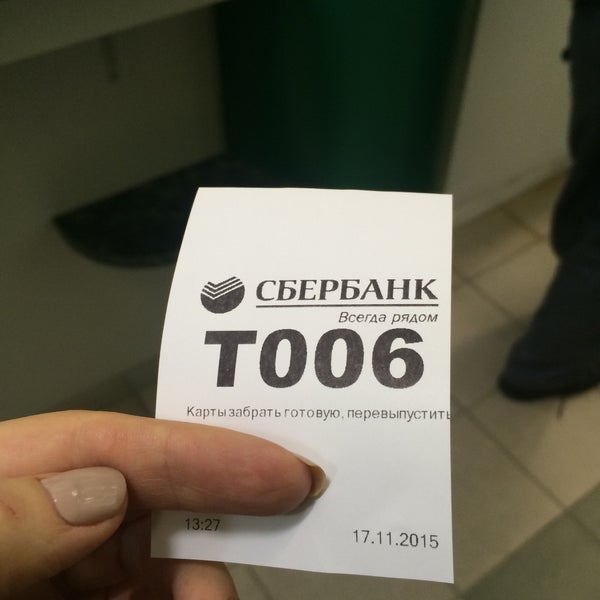 СБЕРБАНК
Всегда рядом
Т006
Карты забрать готовую, перевыпустить
13:27
17.11.2015